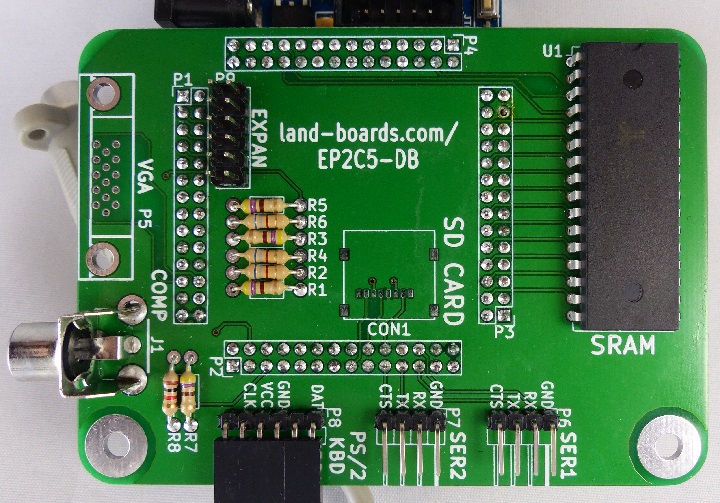 P4
U1
P1
P9
EXPAN
land-boards.com/
EP2C5-DB
VGA P5
R5
R6
R3
R4
R2
R1
SD CARD
CON1
P3
COMP
J1
SRAM
P2
R8
R7
CLK
VCC
GND
DAT
P8
PS/2
KBD
CTS
TX
RX
GND
P7
SER2
CTS
TX
RX
GND
P6
SER1